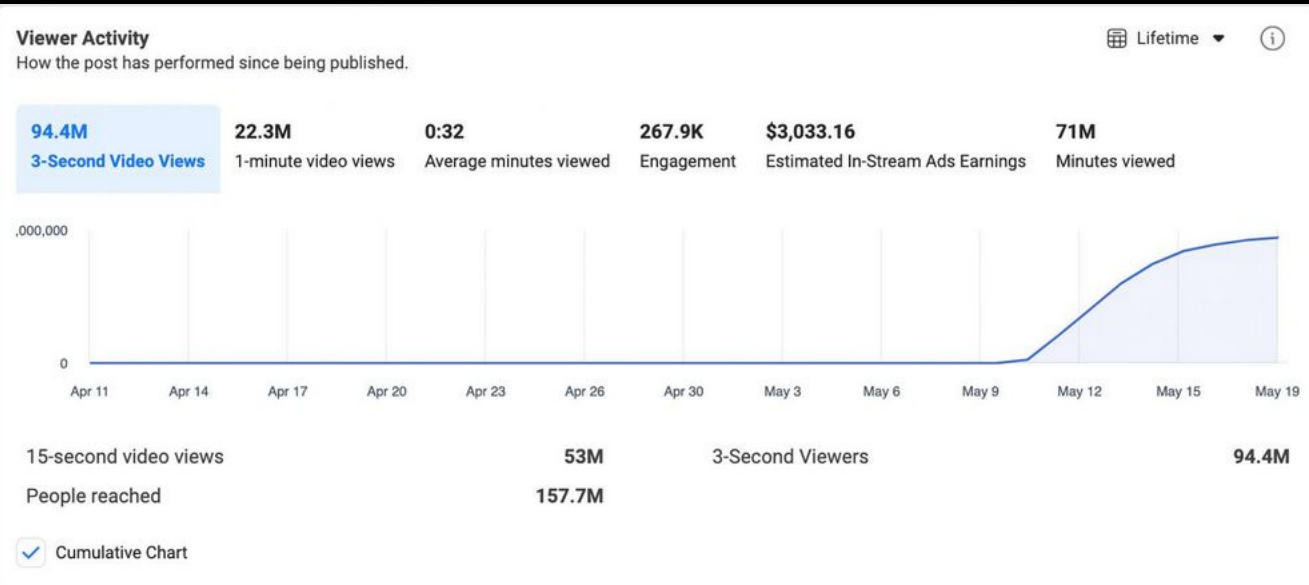 Viewer Activity
Lifetime
How the post has performed since being published.
94.4M 22.3M 0:32 267.9K $3,033.16 71M
3-Second Video Views 1-minute video views Average minutes viewed Engagement Estimated In-Stream Ads Earnings Minutes viewed
,000,000
0
Apr 11 Apr 14 Apr 17 Apr 20 Apr 23 Apr 26 Apr 30 May 3 May 6 May 9 May 12 May 15 May 19
15-second video views 53M 3-Second Viewers 94.4M
People reached 157.7M
Cumulative Chart